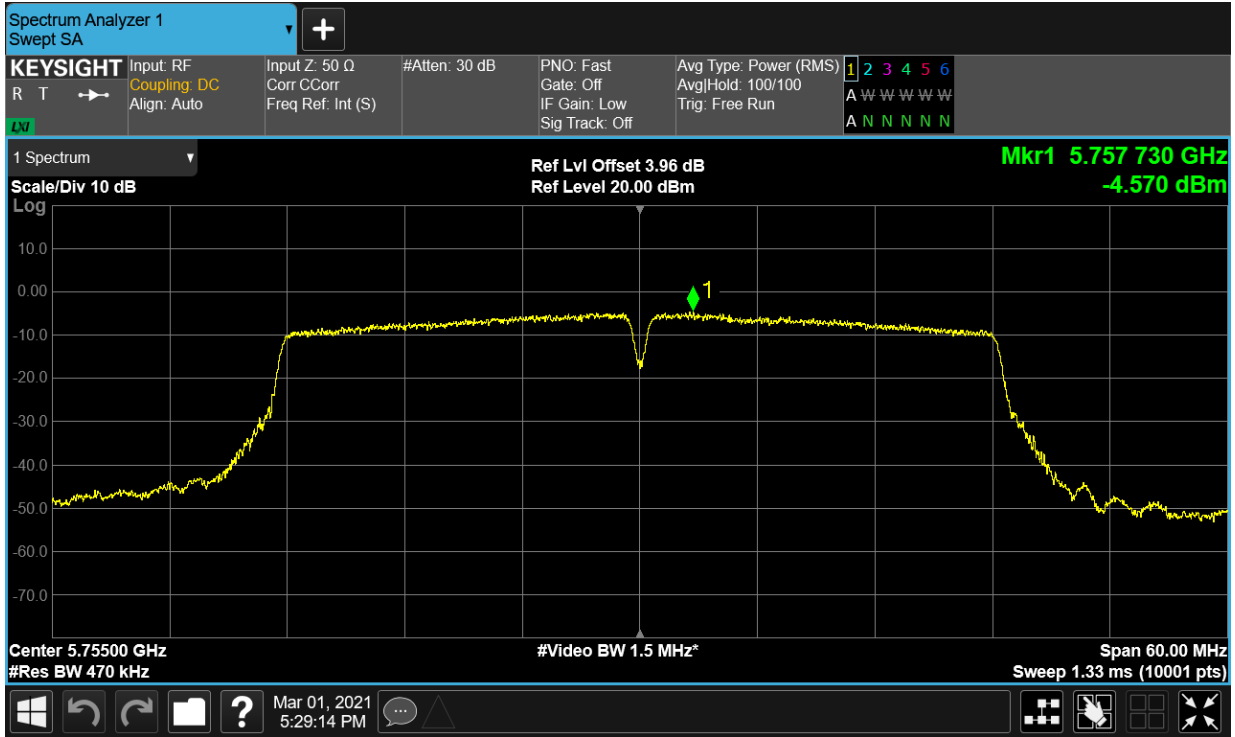 Spectrum Analyzer 1
Swept SA
▼
+
KEYSIGHT
R T
LXI
Input: RF
Coupling: DC
Align: Auto
Input Z: 50 Ω
Corr CCorr
Freq Ref: Int (S)
#Atten: 30 dB
PNO: Fast
Gate: Off
IF Gain: Low
Sig Track: Off
Avg Type: Power (RMS)
Avg|Hold: 100/100
Trig: Free Run
1 2 3 4 5 6
A W W W W W
A N N N N N
1 Spectrum ▼
Scale/Div 10 dB
Ref Lvl Offset 3.96 dB
Ref Level 20.00 dBm
Mkr1 5.757 730 GHz
-4.570 dBm
Log
10.0
0.00
-10.0
-20.0
-30.0
-40.0
-50.0
-60.0
-70.0
1
Center 5.75500 GHz
#Res BW 470 kHz
#Video BW 1.5 MHz*
Span 60.00 MHz
Sweep 1.33 ms (10001 pts)
?
Mar 01, 2021
5:29:14 PM